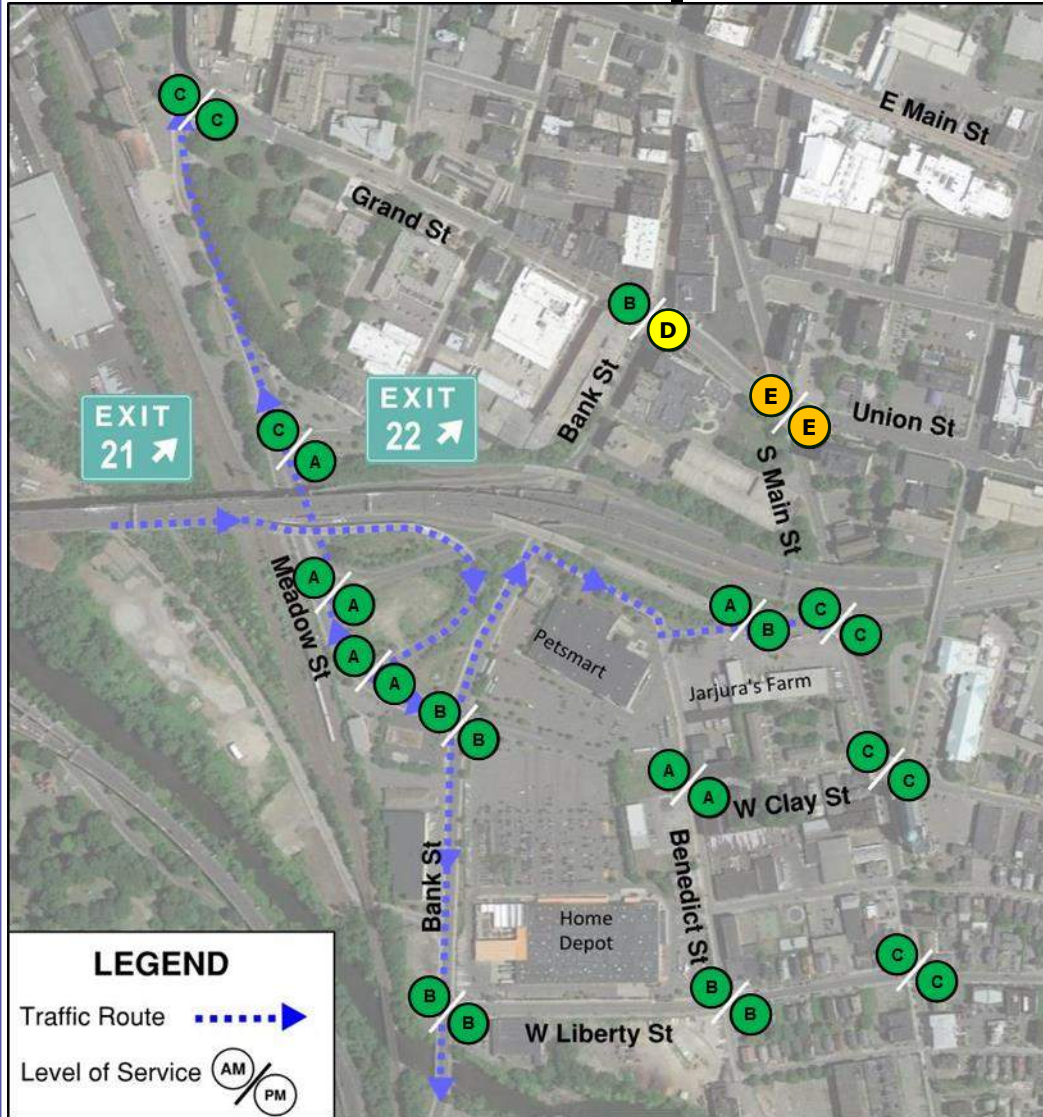 C
C
E Main St
Grand St
B
D
Bank St
E
E
Union St
S Main St
EXIT
21
EXIT
22
C
A
Meadow St
A
A
A
A
B
B
Petsmart
A
B
C
C
Jarjura's Farm
C
C
A
A
W Clay St
Bank St
Benedict St
Home
Depot
C
C
B
B
B
B
W Liberty St
LEGEND
Traffic Route
Level of Service AM
PM